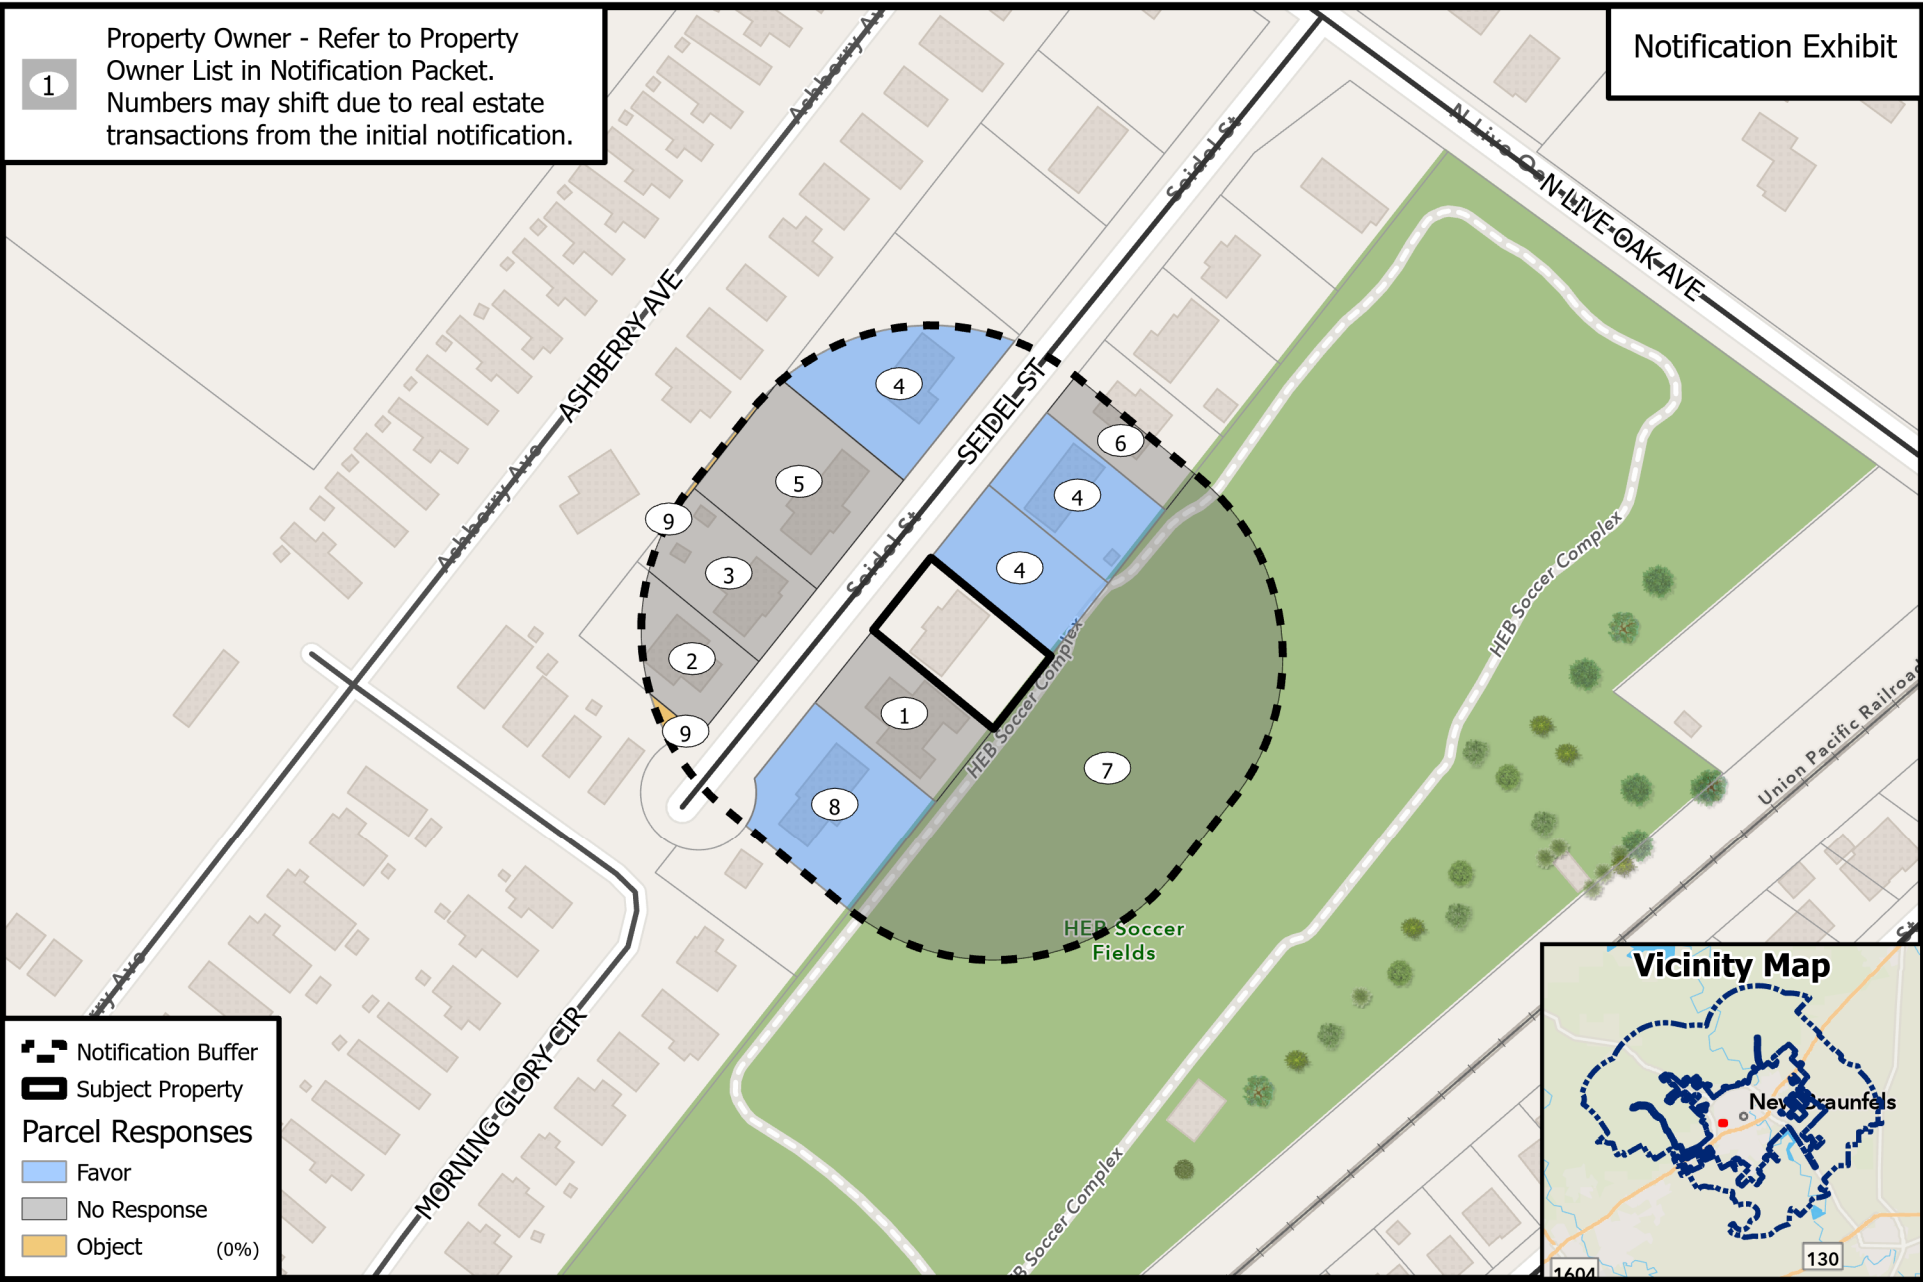 1
Property Owner - Refer to Property
Owner List in Notification Packet.
Numbers may shift due to real estate
transactions from the initial notification.
Notification Exhibit
Ashberry Av
Seidel St
N Live O
N LIVE OAK AVE
ASHBERRY AVE
SEIDEL ST
Ashberry Ave
Seidel St
4
5
6
4
9
3
4
2
9
1
7
8
HEB Soccer Complex
HEB Soccer Complex
Union Pacific Railroa
HEB Soccer
Fields
rry Ave
MORNING GLORY CIR
B Soccer Complex
St
Notification Buffer
Subject Property
Parcel Responses
Favor
No Response
Object (0%)
Vicinity Map
New Braunfels
130
1604